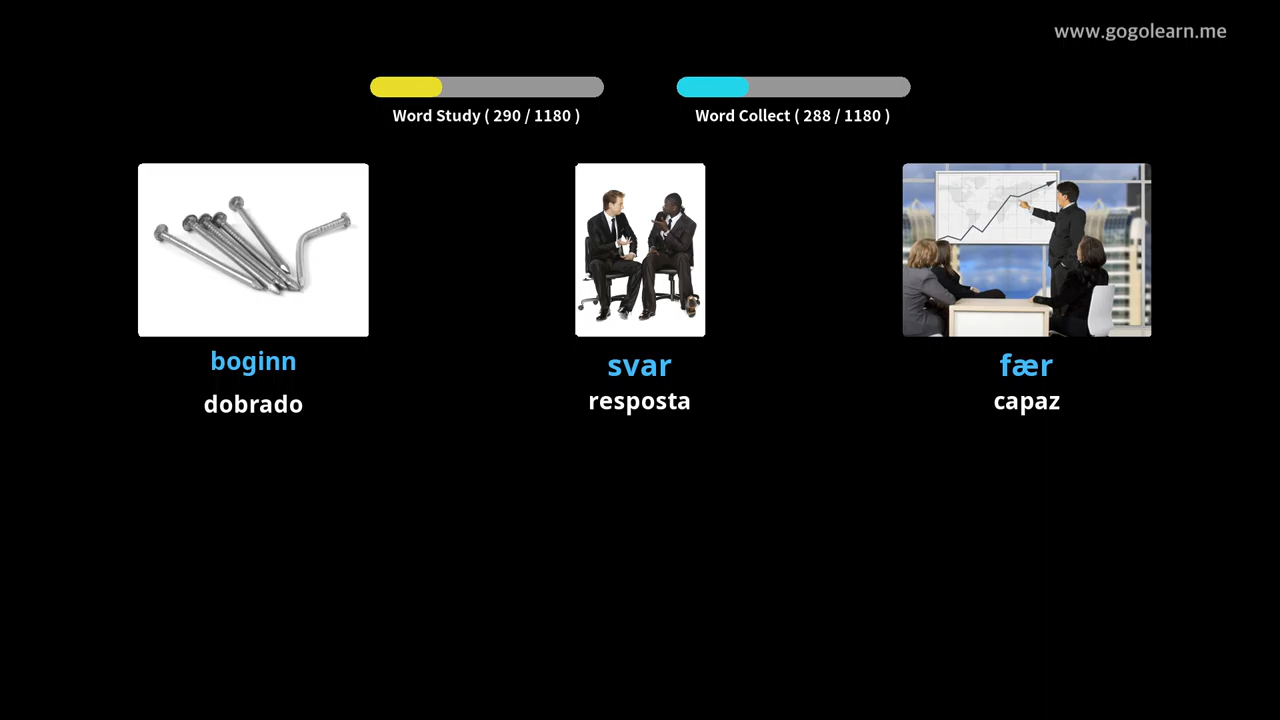 www.gogolearn.me
Word Study ( 290 / 1180 )
Word Collect ( 288 / 1180 )
boginn
dobrado
svar
resposta
fær
capaz